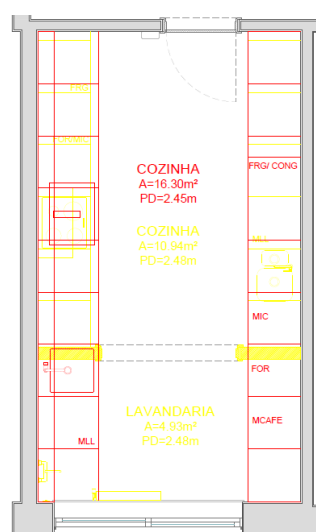 COZINHA
A=16.30m²
PD=2.45m
FRG/ CONG
COZINHA
A=10.94m²
PD=2.48m
MIC
FOR
LAVANDARIA
A=4.93m²
PD=2.48m
MCAFE
MLL